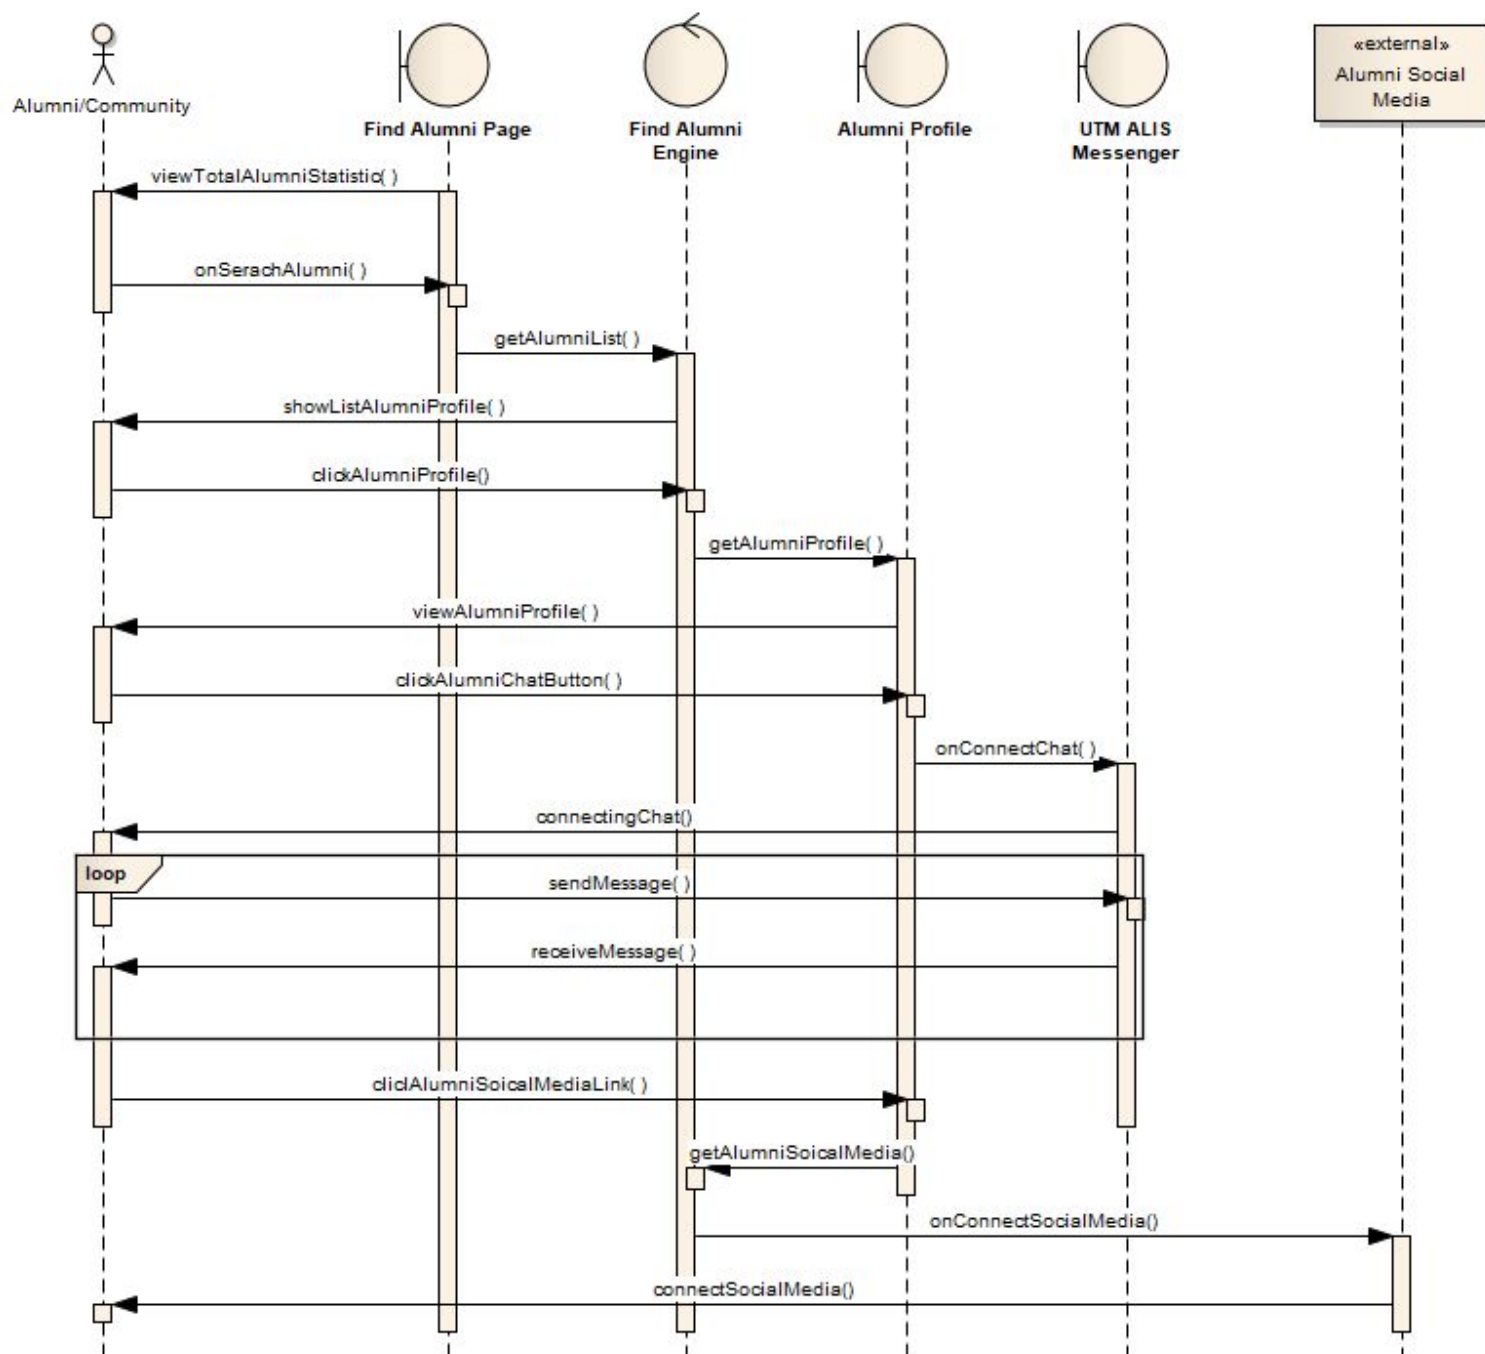 «external»
Alumni Social
Media
Alumni/Community
Find Alumni Page
Find Alumni
Engine
Alumni Profile
UTM ALIS
Messenger
viewTotalAlumniStatistic( )
onSerachAlumni( )
getAlumniList( )
showListAlumniProfile( )
clickAlumniProfile()
getAlumniProfile( )
viewAlumniProfile( )
clickAlumniChatButton( )
onConnectChat( )
connectingChat()
loop
sendMessage( )
receiveMessage( )
cliclAlumniSoicalMediaLink( )
getAlumniSoicalMedia()
onConnectSocialMedia()
connectSocialMedia()